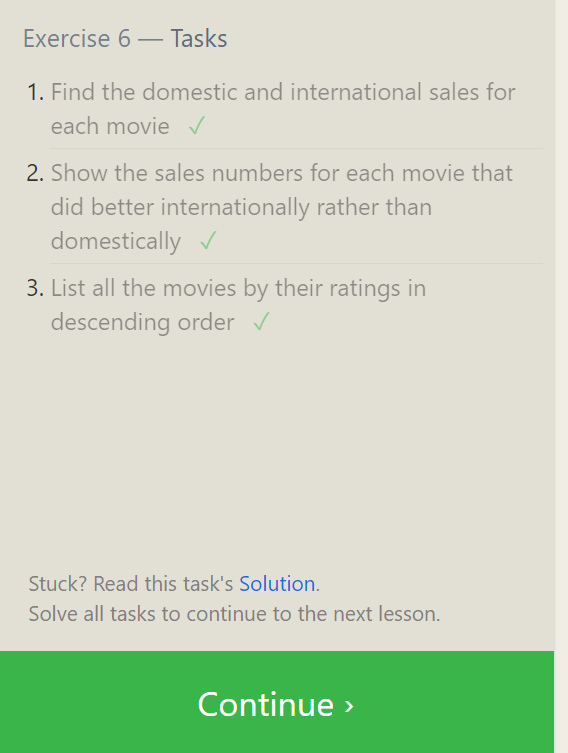 Exercise 6 — Tasks
1. Find the domestic and international sales for
each movie ✓
2. Show the sales numbers for each movie that
did better internationally rather than
domestically ✓
3. List all the movies by their ratings in
descending order ✓
Stuck? Read this task's Solution.
Solve all tasks to continue to the next lesson.
Continue ›